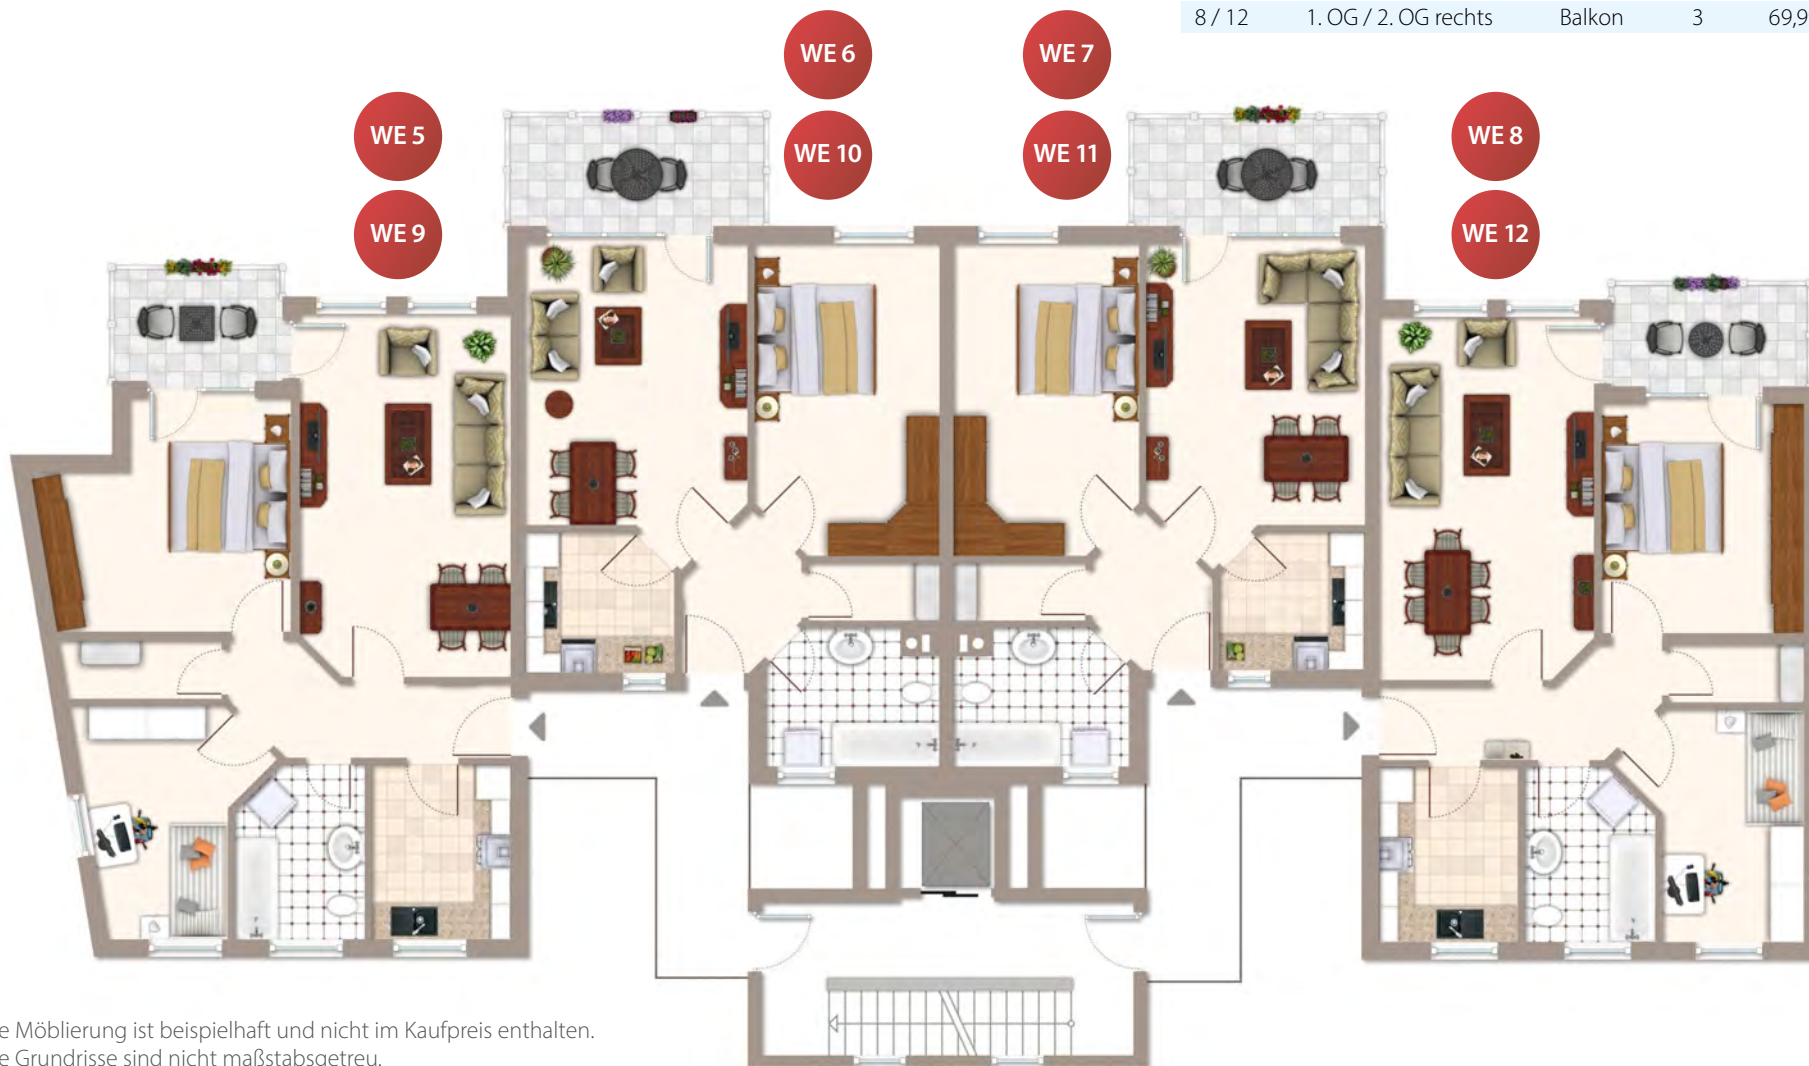 8 / 12 1. OG / 2. OG rechts Balkon 3 69,9
WE 6
WE 7
WE 5
WE 8
WE 10
WE 11
WE 9
WE 12
e Möblierung ist beispielhaft und nicht im Kaufpreis enthalten.
e Grundrisse sind nicht maßstabsgetreu.